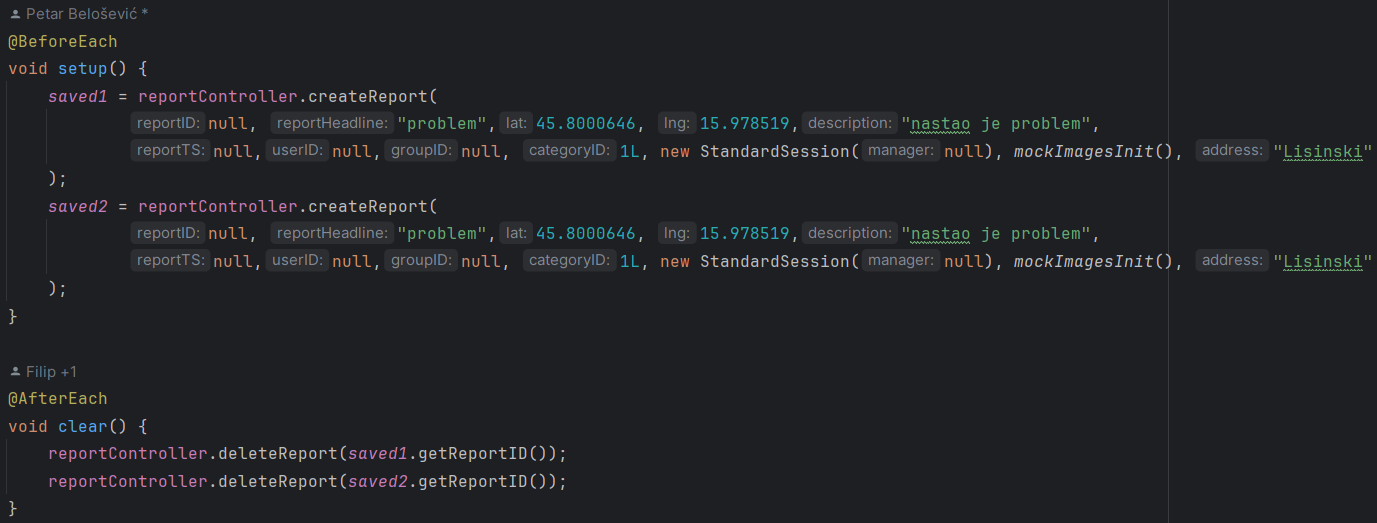 Petar Belošević *
@BeforeEach
void setup() {
saved1 = reportController.createReport(
reportID: null, reportHeadline: "problem", lat: 45.8000646, lng: 15.978519, description: "nastao je problem",
reportTS: null, userID: null, groupID: null, categoryID: 1L, new StandardSession( manager: null), mockImagesInit(), address: "Lisinski"
);
saved2 = reportController.createReport(
reportID: null, reportHeadline: "problem", lat: 45.8000646, lng: 15.978519, description: "nastao je problem",
reportTS: null, userID: null, groupID: null, categoryID: 1L, new StandardSession( manager: null), mockImagesInit(), address: "Lisinski"
);
}
Filip +1
@AfterEach
void clear() {
reportController.deleteReport(saved1.getReportID());
reportController.deleteReport(saved2.getReportID());
}